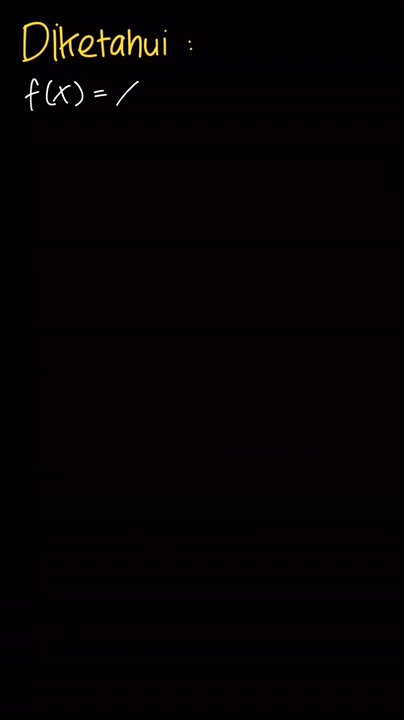 Diketahui :
f(x) = /